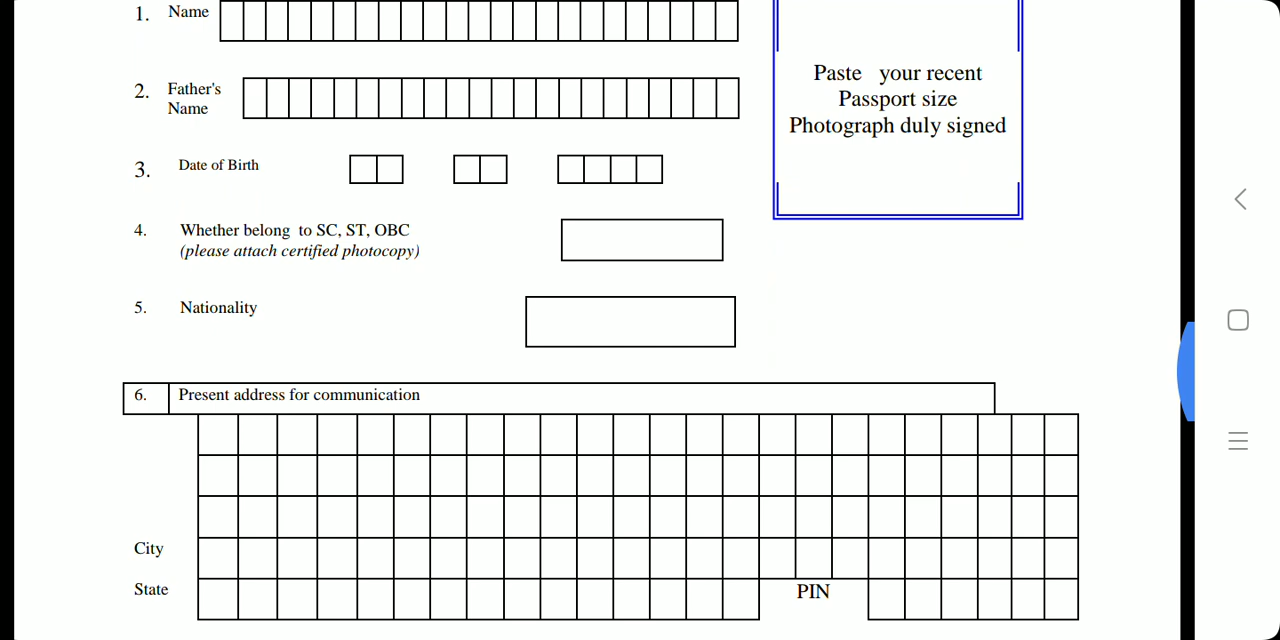 1. Name
Paste your recent
Passport size
Photograph duly signed
2. Father's
Name
3. Date of Birth
4. Whether belong to SC, ST, OBC
(please attach certified photocopy)
5. Nationality
6. Present address for communication
City
State PIN